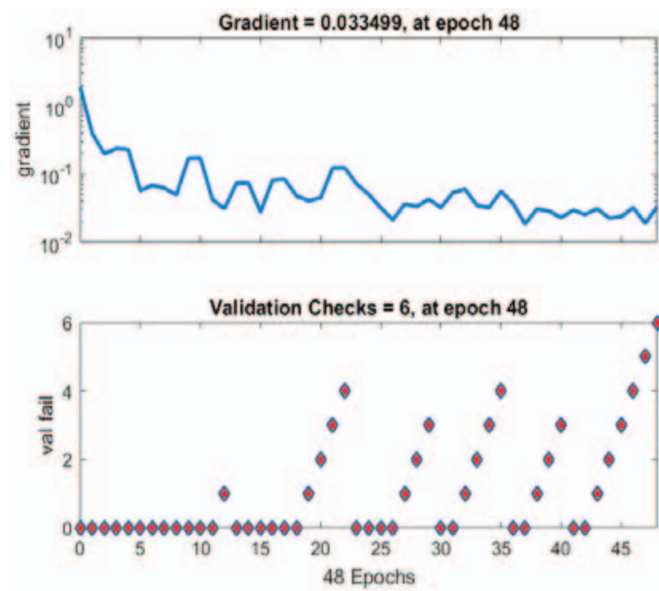 Gradient = 0.033499, at epoch 48
10^1
10^0
10^-1
10^-2
gradient
Validation Checks = 6, at epoch 48
6
4
2
0
val fail
0 5 10 15 20 25 30 35 40 45
48 Epochs